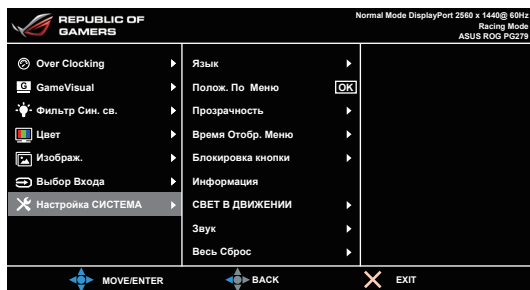 REPUBLIC OF
GAMERS
Normal Mode DisplayPort 2560 x 1440@ 60Hz
Racing Mode
ASUS ROG PG279
Over Clocking
GameVisual
Фильтр Син. св.
Цвет
Изображ.
Выбор Входа
Настройка СИСТЕМА
Язык
Полож. По Меню OK
Прозрачность
Время Отобр. Меню
Блокировка кнопки
Информация
СВЕТ В ДВИЖЕНИИ
Звук
Весь Сброс
MOVE/ENTER BACK EXIT